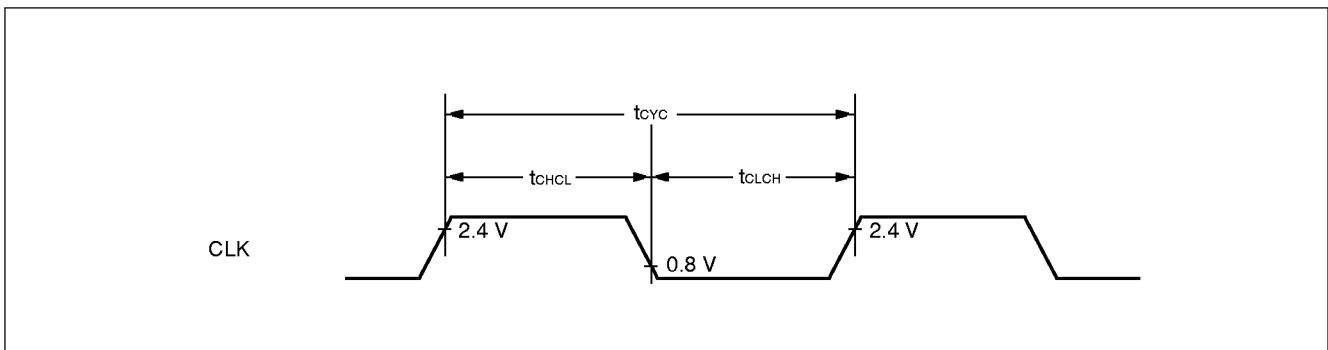 tCYC
tCHCL
tCLCH
CLK
2.4 V
0.8 V
2.4 V